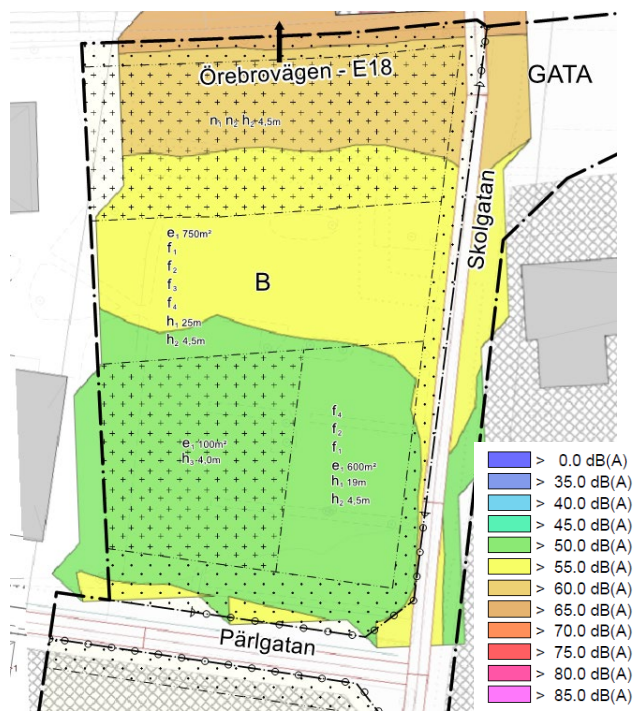 Örebrovägen - E18
GATA
n₁ n₂ h₂ 4,5m
Skolgatan
e₁ 750m²
f₁
f₂
f₃
f₄
h₁ 25m
h₂ 4,5m
B
f₄
f₂
f₁
e₁ 600m²
h₁ 19m
h₂ 4,5m
e₁ 100m²
h₃ 4,0m
Pärlgatan
> 0.0 dB(A)
> 35.0 dB(A)
> 40.0 dB(A)
> 45.0 dB(A)
> 50.0 dB(A)
> 55.0 dB(A)
> 60.0 dB(A)
> 65.0 dB(A)
> 70.0 dB(A)
> 75.0 dB(A)
> 80.0 dB(A)
> 85.0 dB(A)